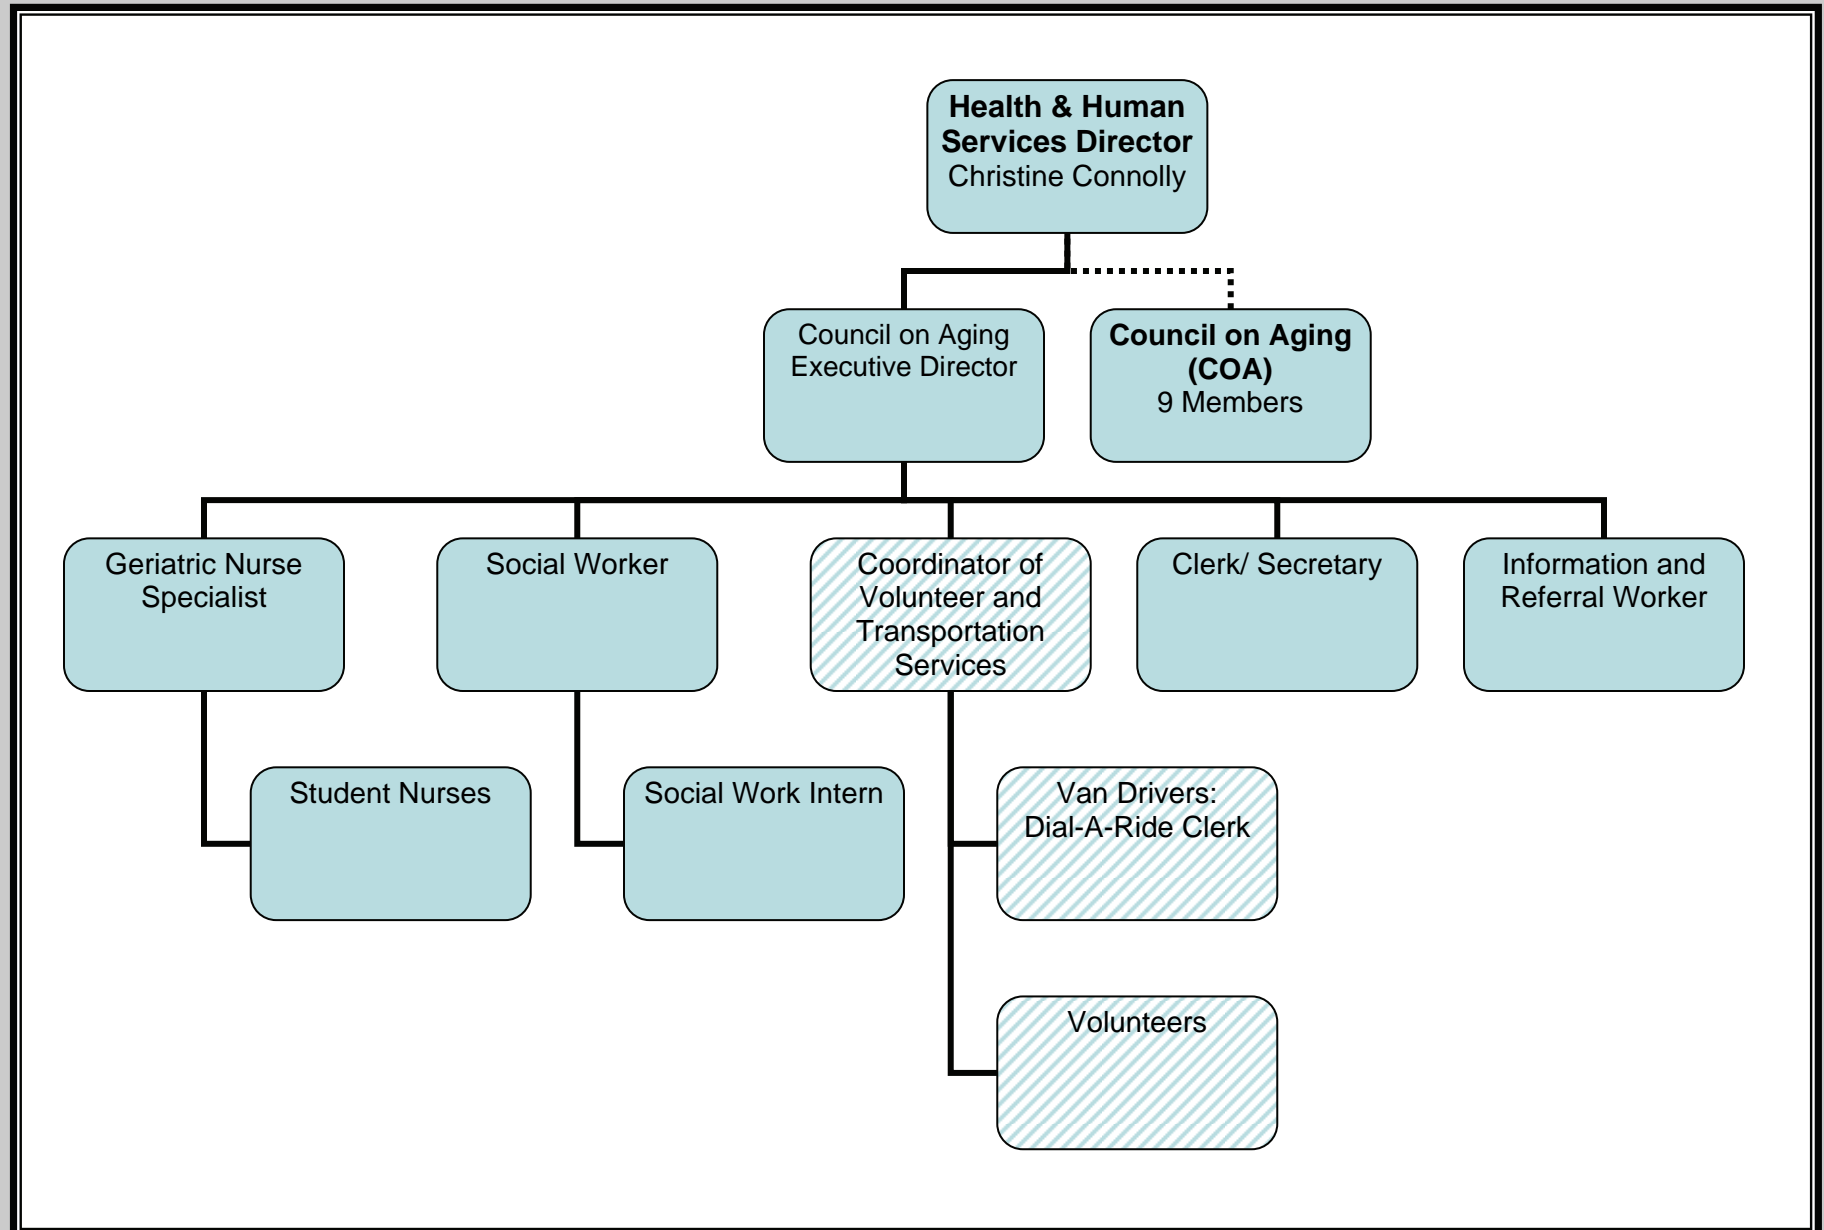 Health & Human
Services Director
Christine Connolly
Council on Aging
Executive Director
Council on Aging
(COA)
9 Members
Geriatric Nurse
Specialist
Social Worker
Coordinator of
Volunteer and
Transportation
Services
Clerk/ Secretary
Information and
Referral Worker
Student Nurses
Social Work Intern
Van Drivers:
Dial-A-Ride Clerk
Volunteers